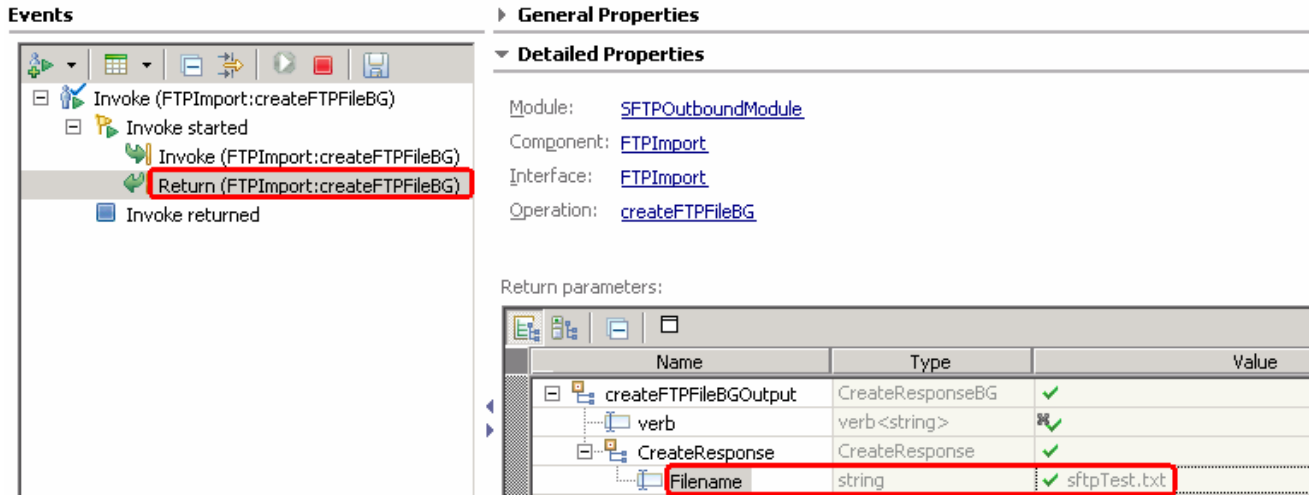 Events
Invoke (FTPImport:createFTPFileBG)
Invoke started
Invoke (FTPImport:createFTPFileBG)
Return (FTPImport:createFTPFileBG)
Invoke returned
General Properties
Detailed Properties
Module: SFTPOutboundModule
Component: FTPImport
Interface: FTPImport
Operation: createFTPFileBG
Return parameters:
Name Type Value
createFTPFileBGOutput CreateResponseBG
verb verb<string>
CreateResponse CreateResponse
Filename string sftpTest.txt